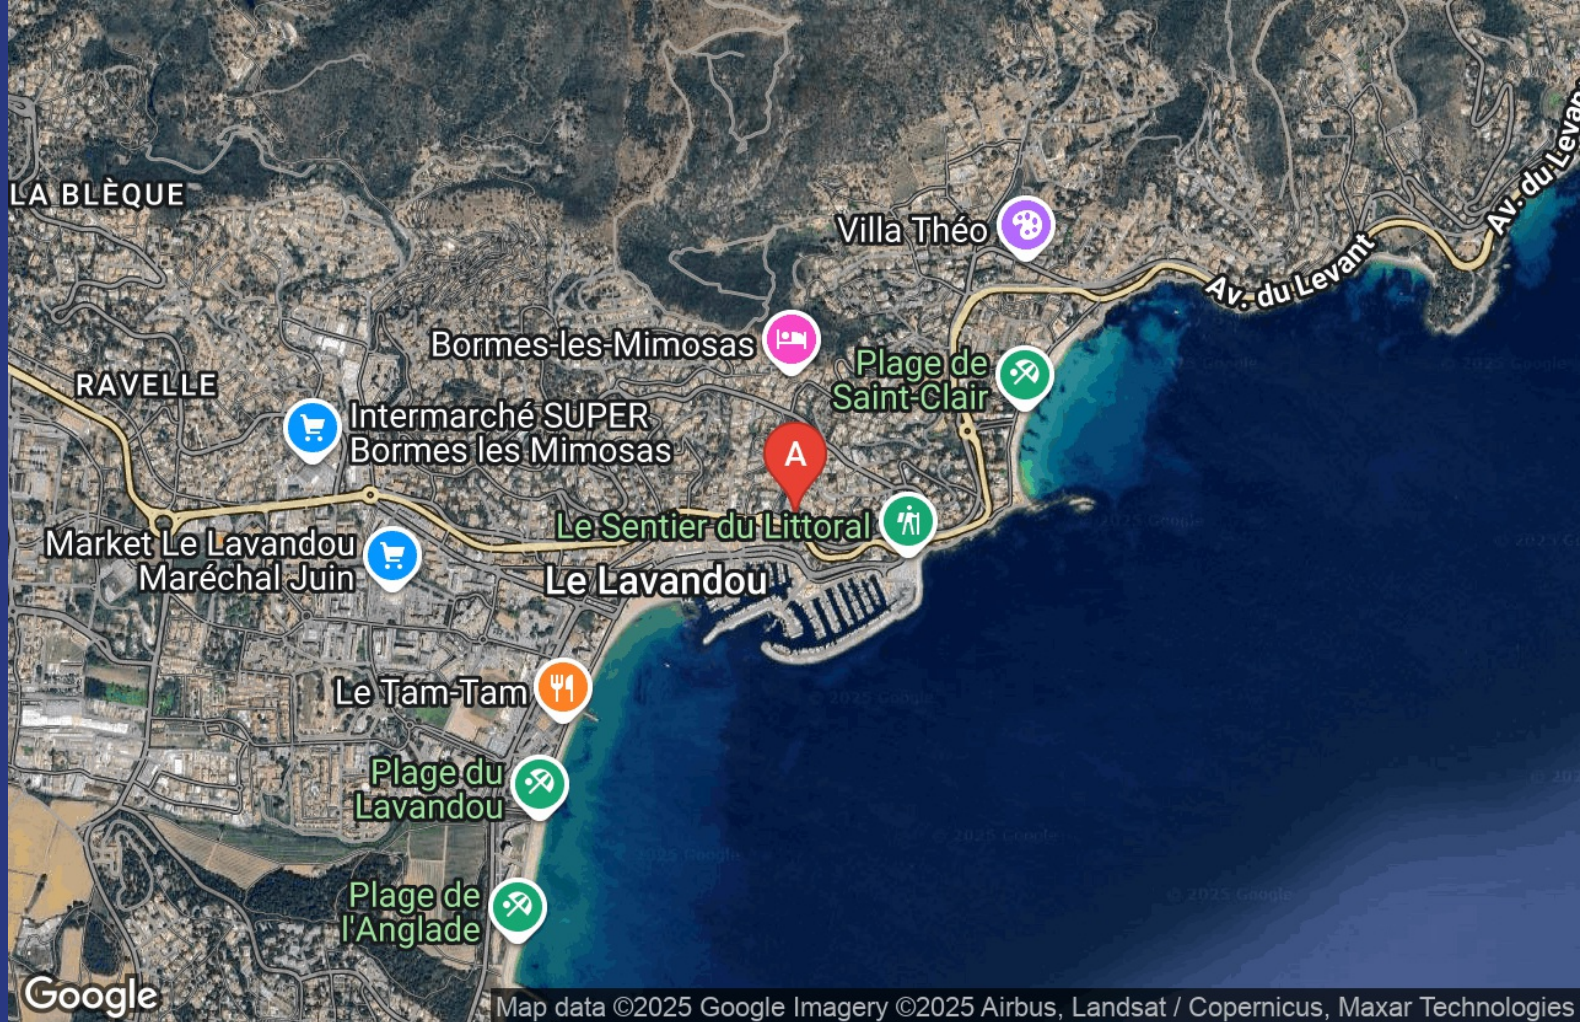 Av. du Levant
LA BLÈQUE
Villa Théo
Av. du Levant
Bormes-les-Mimosas
Plage de
Saint-Clair
RAVELLE
Intermarché SUPER
Bormes les Mimosas
A
Le Sentier du Littoral
Market Le Lavandou
Maréchal Juin
Le Lavandou
Le Tam-Tam
Plage du
Lavandou
Plage de
l'Anglade
Google
Map data ©2025 Google Imagery ©2025 Airbus, Landsat / Copernicus, Maxar Technologies